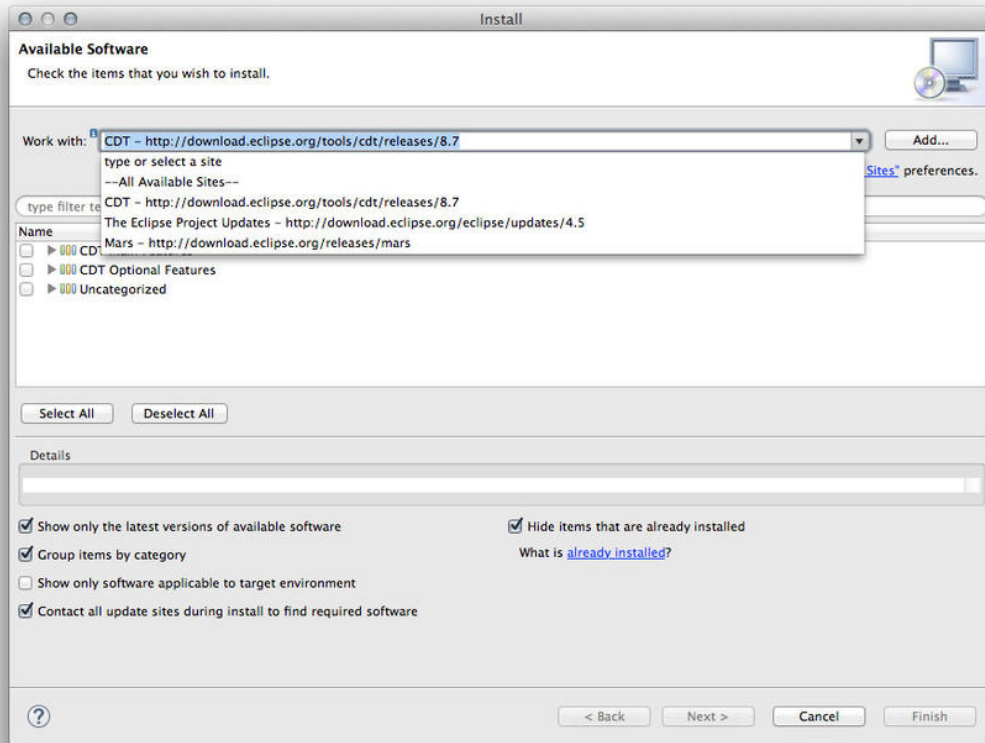 Install
Available Software
Check the items that you wish to install.
Work with: CDT - http://download.eclipse.org/tools/cdt/releases/8.7 Add...
type or select a site
--All Available Sites--
Sites" preferences.
CDT - http://download.eclipse.org/tools/cdt/releases/8.7
type filter te
The Eclipse Project Updates - http://download.eclipse.org/eclipse/updates/4.5
Name
Mars - http://download.eclipse.org/releases/mars
CDT Main Features
CDT Optional Features
Uncategorized
Select All Deselect All
Details
Show only the latest versions of available software Hide items that are already installed
Group items by category What is already installed?
Show only software applicable to target environment
Contact all update sites during install to find required software
? < Back Next > Cancel Finish